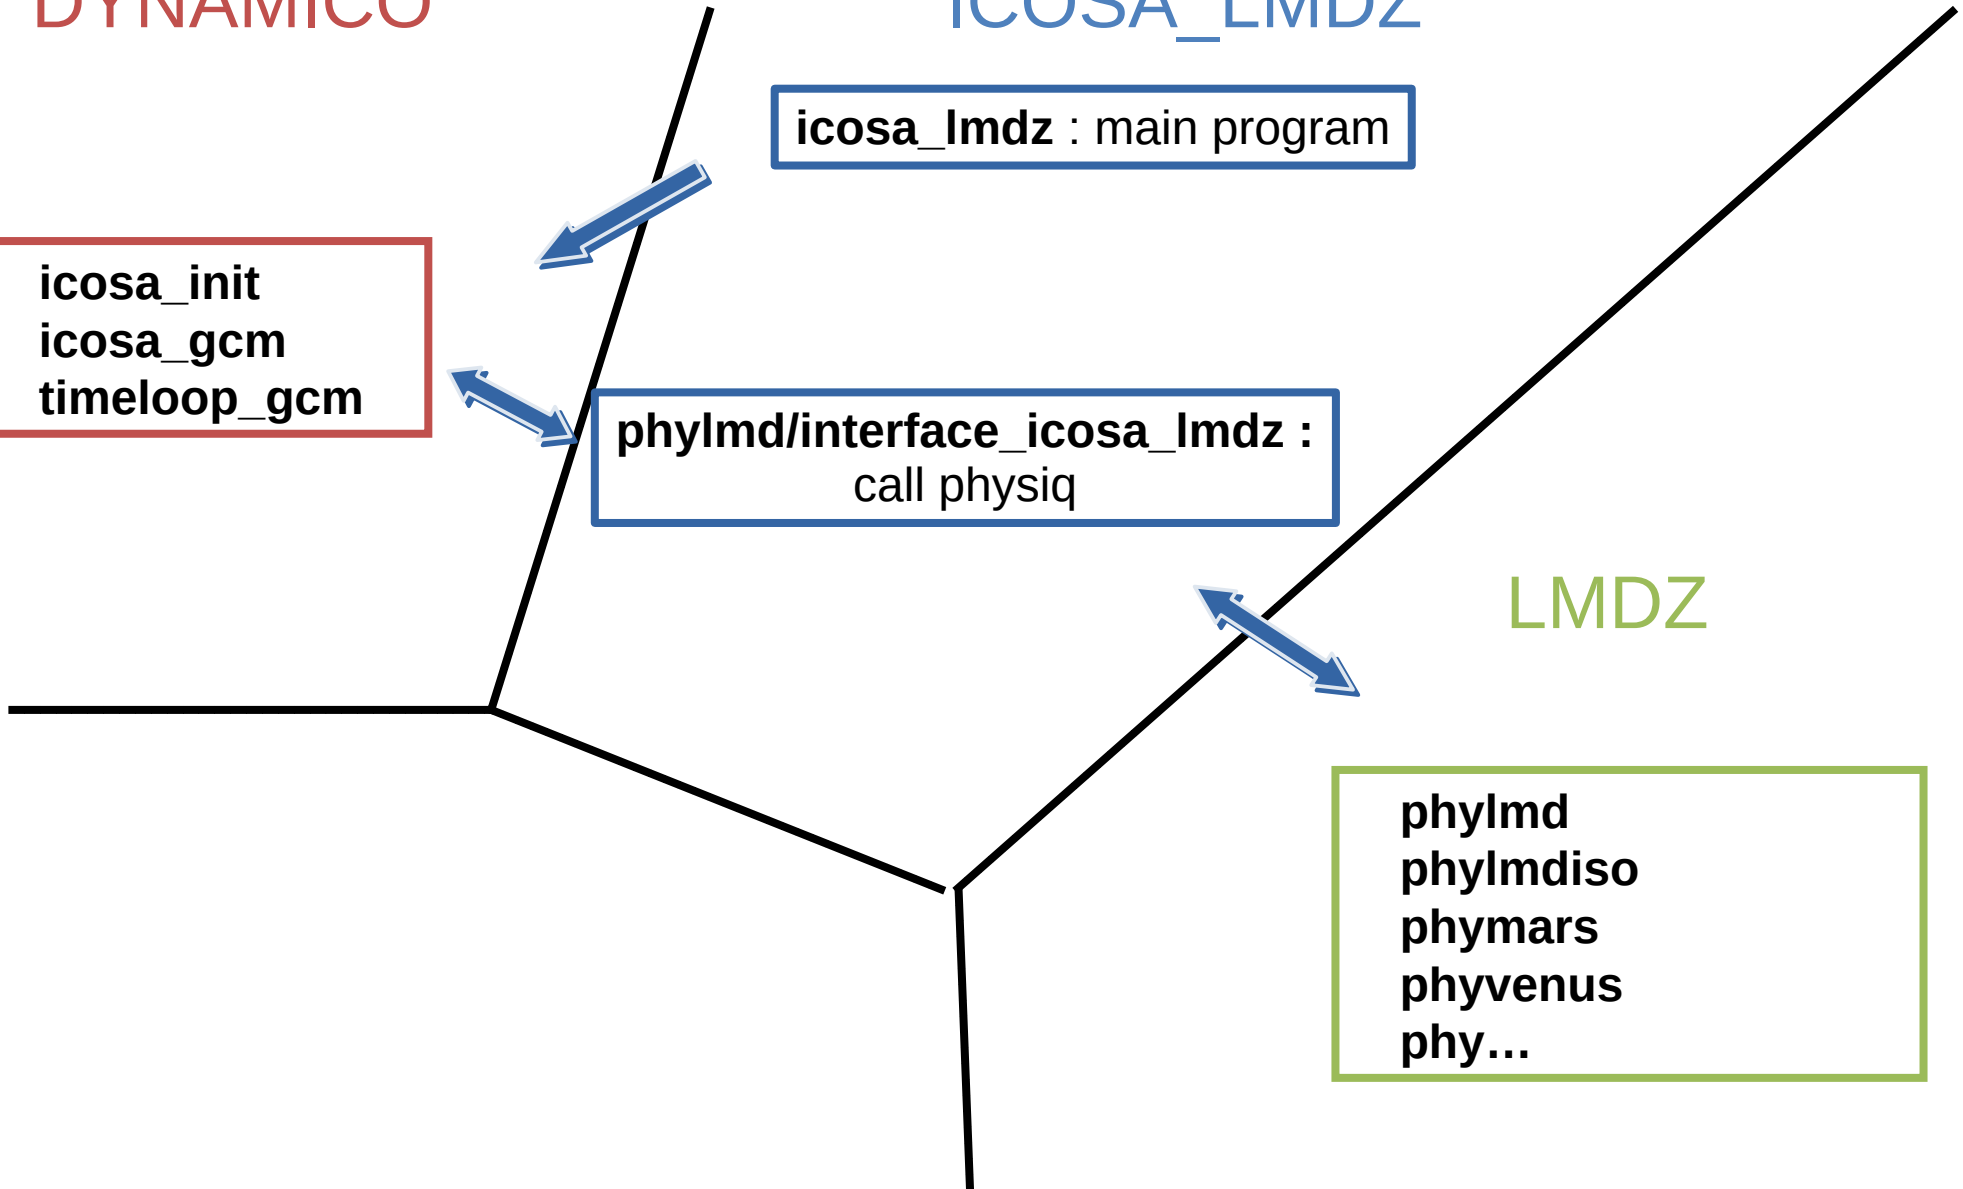 DYNAMICO
ICOSA_LMDZ
icosa_lmdz : main program
icosa_init
icosa_gcm
timeloop_gcm
phylmd/interface_icosa_lmdz :
call physiq
LMDZ
phylmd
phylmdiso
phymars
phyvenus
phy…